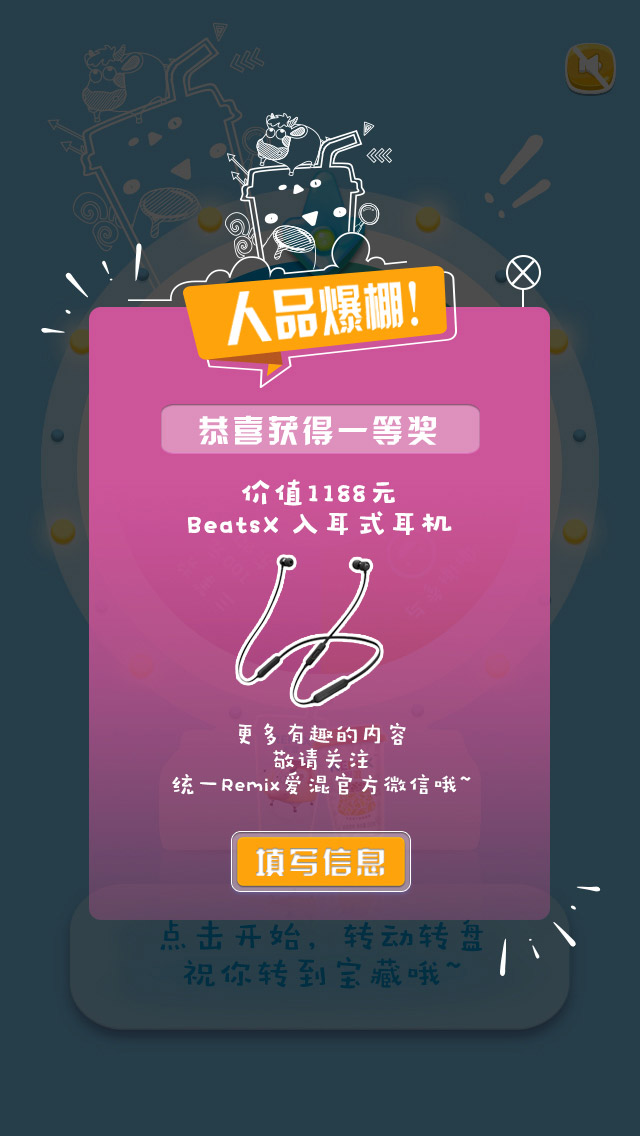 人品爆棚!
恭喜获得一等奖
价值1188元
BeatsX 入耳式耳机
更多有趣的内容
敬请关注
统一Remix爱混官方微信哦~
填写信息
点击开始，转动转盘
祝你转到宝藏哦~